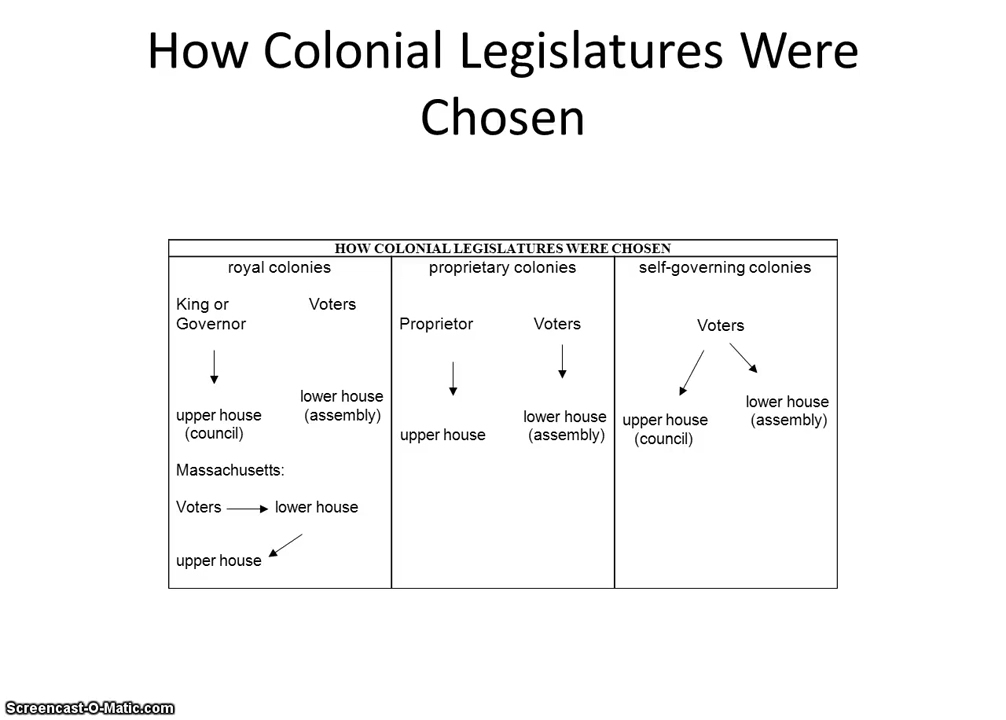 How Colonial Legislatures Were
Chosen
HOW COLONIAL LEGISLATURES WERE CHOSEN
royal colonies
King or
Governor
Voters
upper house
(council)
lower house
(assembly)
Massachusetts:
Voters
lower house
upper house
proprietary colonies
Proprietor
Voters
upper house
lower house
(assembly)
self-governing colonies
Voters
upper house
(council)
lower house
(assembly)
Screencast-O-Matic.com